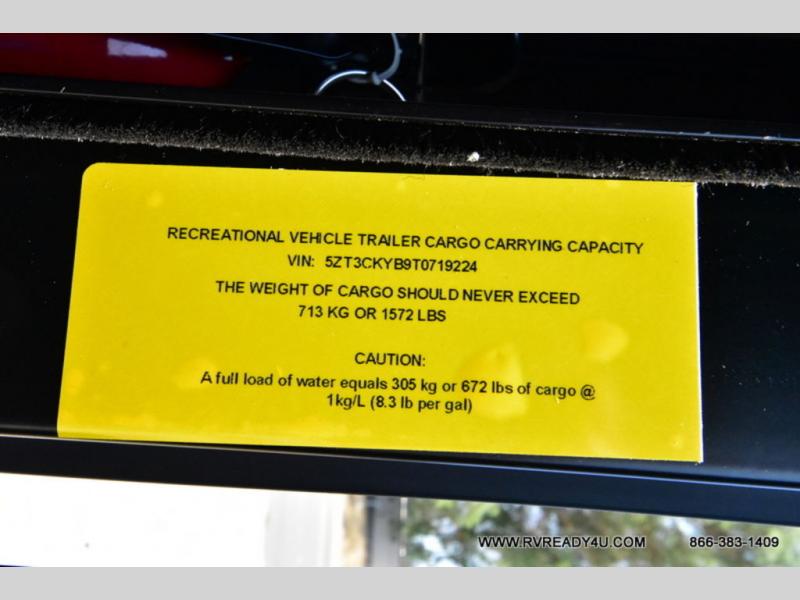 RECREATIONAL VEHICLE TRAILER CARGO CARRYING CAPACITY
VIN: 5ZT3CKYB9T0719224
THE WEIGHT OF CARGO SHOULD NEVER EXCEED
713 KG OR 1572 LBS
CAUTION:
A full load of water equals 305 kg or 672 lbs of cargo @
1kg/L (8.3 lb per gal)
WWW.RVREADY4U.COM 866-383-1409